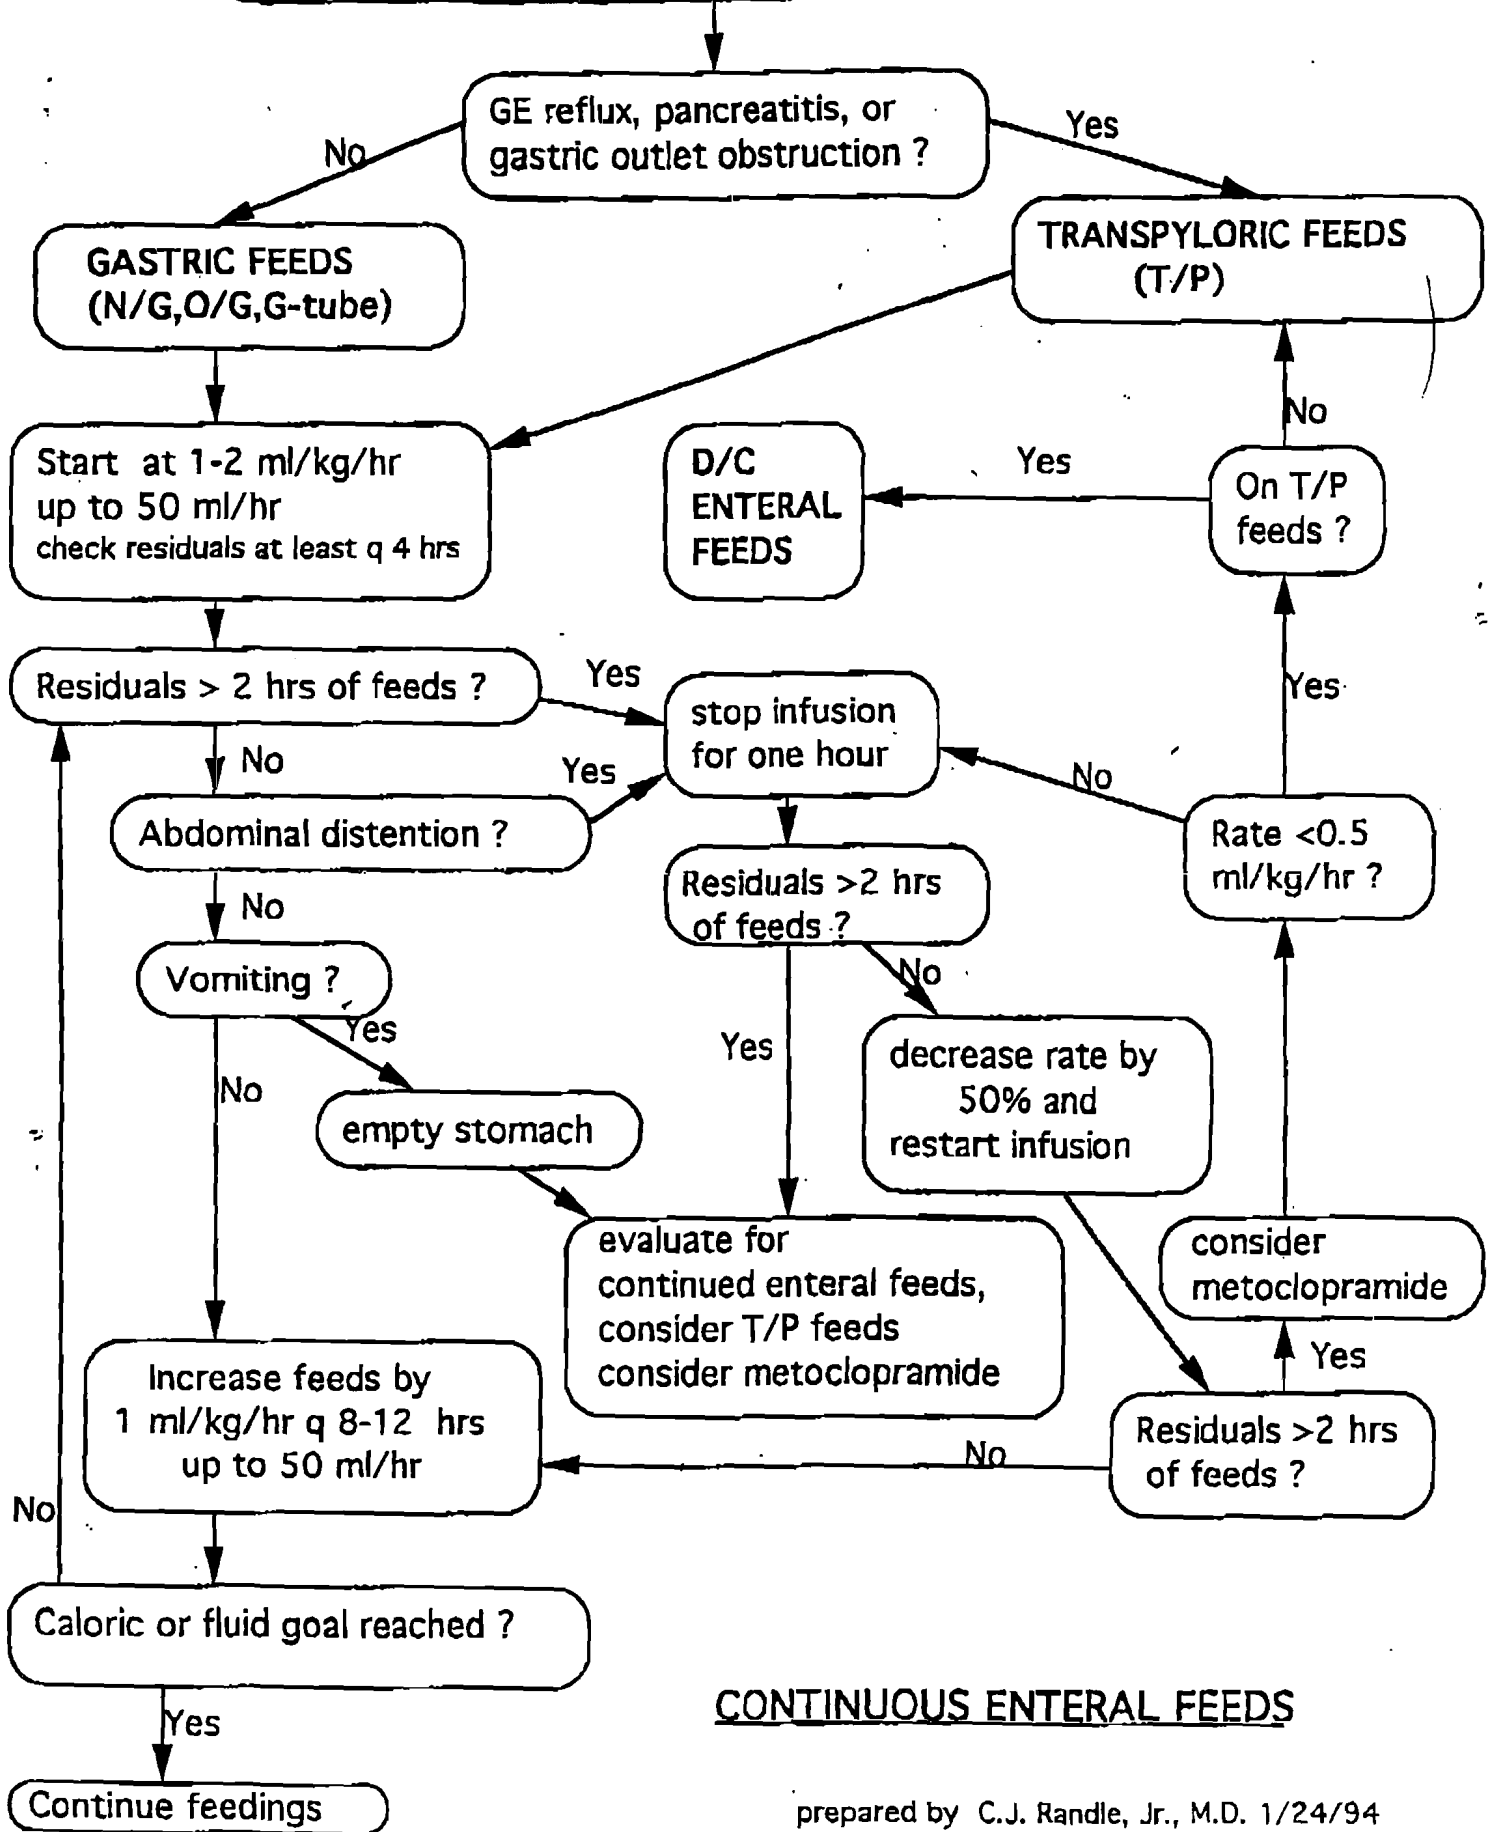 GE reflux, pancreatitis, or
gastric outlet obstruction ?
No
Yes
GASTRIC FEEDS
(N/G,O/G,G-tube)
TRANSPYLORIC FEEDS
(T/P)
No
Start at 1-2 ml/kg/hr
up to 50 ml/hr
check residuals at least q 4 hrs
D/C
ENTERAL
FEEDS
Yes
On T/P
feeds ?
Residuals > 2 hrs of feeds ?
Yes
stop infusion
for one hour
Yes
No
Abdominal distention ?
Yes
No
Rate <0.5
ml/kg/hr ?
No
Residuals >2 hrs
of feeds ?
Vomiting ?
No
Yes
Yes
No
decrease rate by
50% and
restart infusion
empty stomach
evaluate for
continued enteral feeds,
consider T/P feeds
consider metoclopramide
consider
metoclopramide
Yes
Increase feeds by
1 ml/kg/hr q 8-12 hrs
up to 50 ml/hr
No
Residuals >2 hrs
of feeds ?
No
Caloric or fluid goal reached ?
Yes
Continue feedings
CONTINUOUS ENTERAL FEEDS
prepared by C.J. Randle, Jr., M.D. 1/24/94